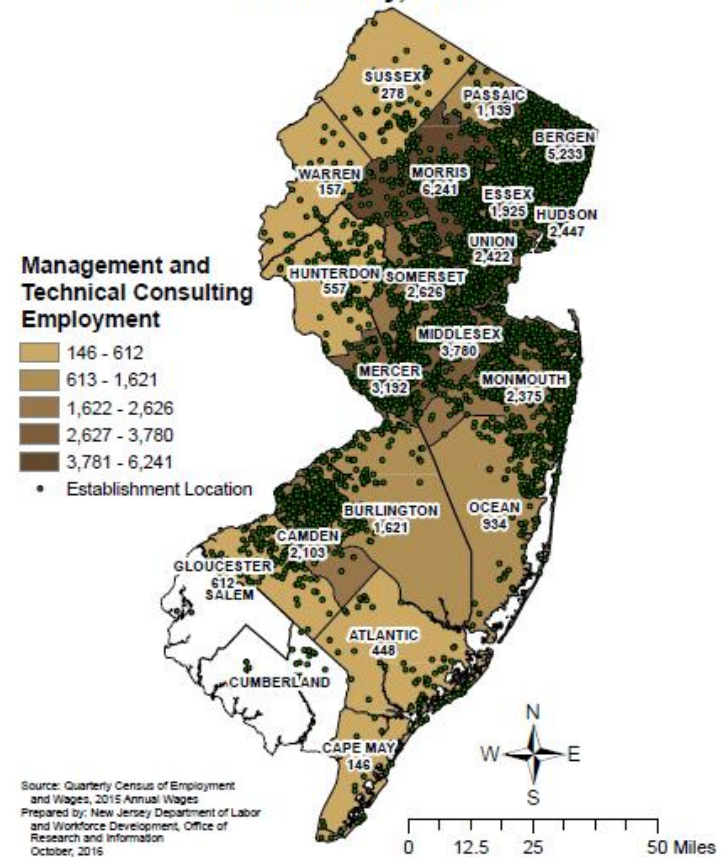 SUSSEX
278
PASSAIC
1,139
BERGEN
5,233
WARREN
157
MORRIS
6,241
ESSEX
1,925
HUDSON
2,447
UNION
2,422
HUNTERDON
557
SOMERSET
2,626
MIDDLESEX
3,780
MERCER
3,192
MONMOUTH
2,375
Management and
Technical Consulting
Employment
146 - 612
613 - 1,621
1,622 - 2,626
2,627 - 3,780
3,781 - 6,241
Establishment Location
BURLINGTON
1,621
OCEAN
934
CAMDEN
2,103
GLOUCESTER
612
SALEM
ATLANTIC
448
CUMBERLAND
CAPE MAY
146
N
W E
S
Source: Quarterly Census of Employment
and Wages, 2015 Annual Wages
Prepared by: New Jersey Department of Labor
and Workforce Development, Office of
Research and Information
October, 2016
0 12.5 25 50 Miles